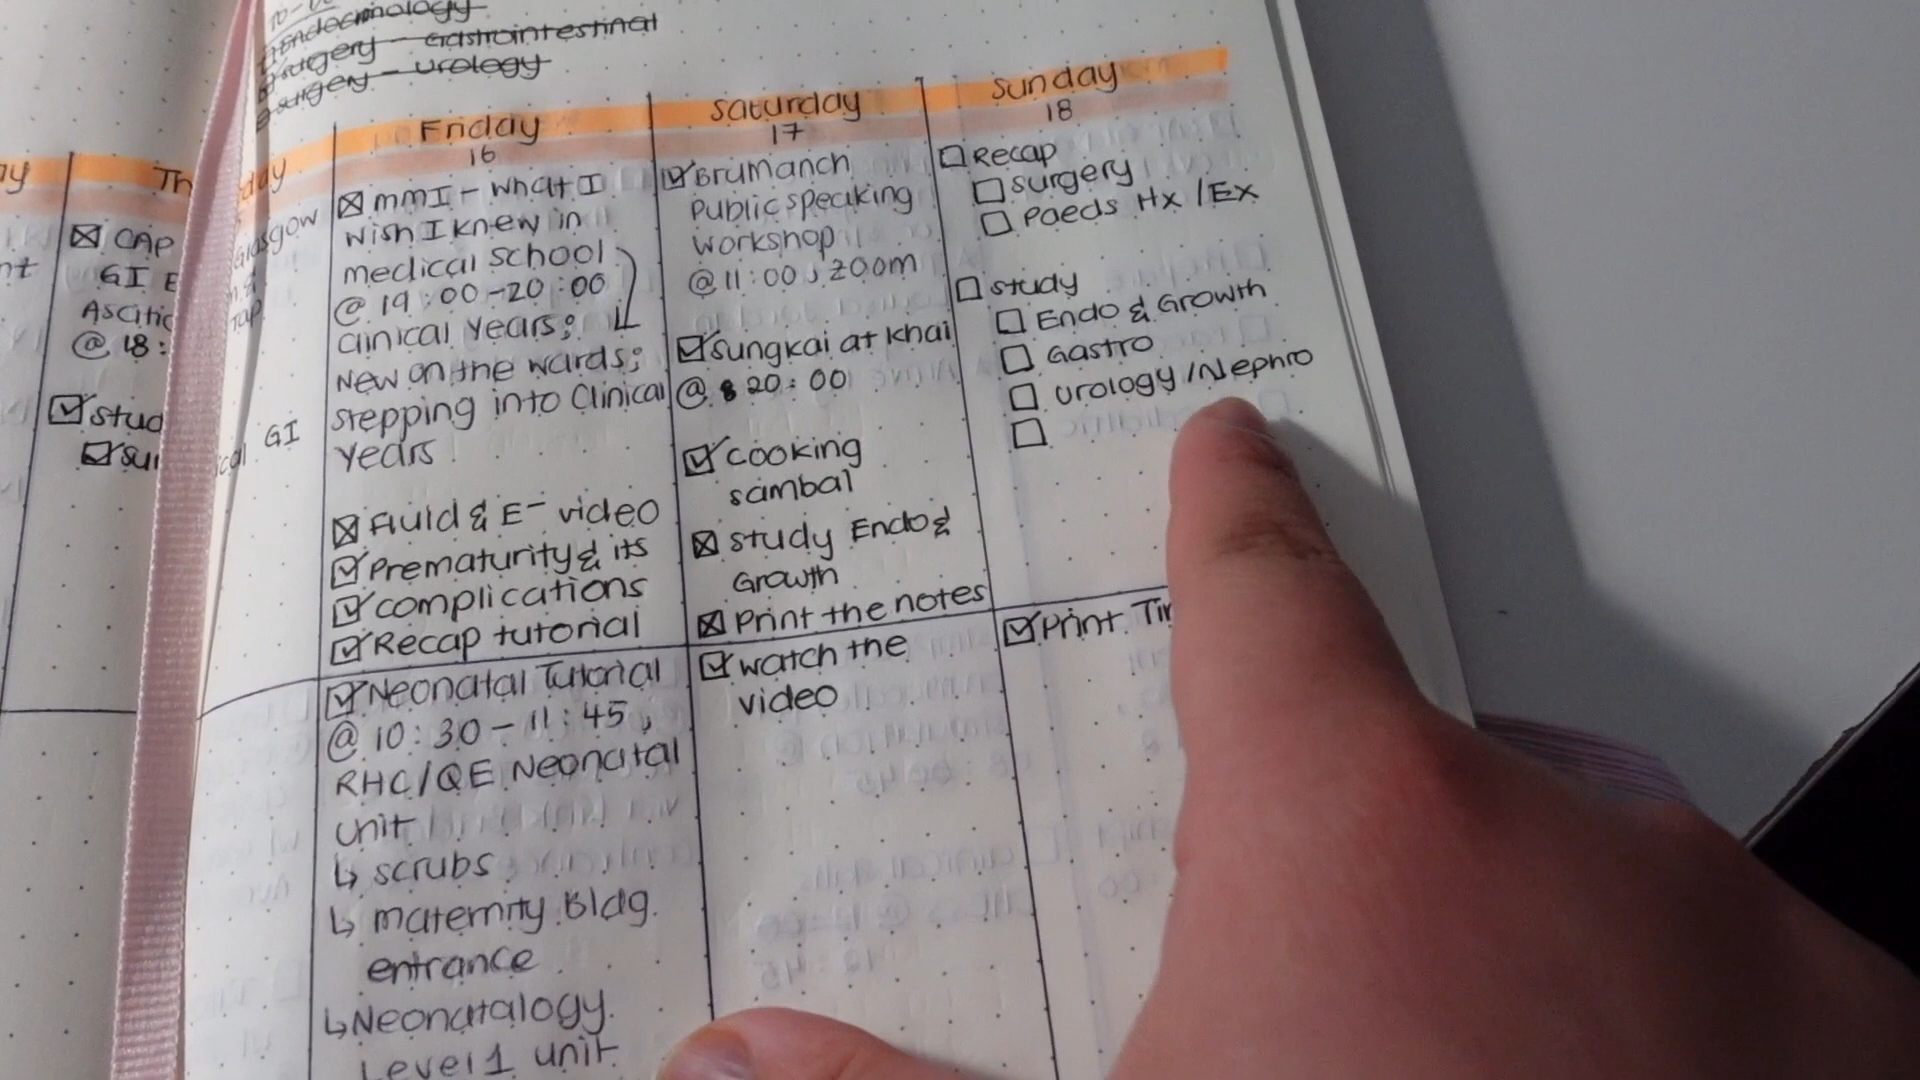 Endocrinology
surgery - Gastrointestinal
surgery - urology
Th
CAP
GI E
Ascitic
@ 18:
stud
day
Glasgow
Tap
GI
Friday
16
mmI - what I
wish I knew in
medical school
@ 19:00-20:00
clinical years;
New on the wards;
stepping into Clinical
years
Fluid & E- video
Prematurity & its
complications
Recap tutorial
Neonatal Tutorial
@ 10:30 - 11:45,
RHC/QE Neonatal
unit
↳ scrubs
↳ maternity Bldg.
entrance
↳ Neonatalogy
Level 1 unit
saturday
17
Brumanch
Public speaking
workshop
@ 11:00, zoom
sungkai at khai
@ 20:00
cooking
sambal
study Endo &
Growth
Print the notes
watch the
video
sunday
18
Recap
surgery
Paeds Hx /Ex
study
Endo & Growth
Gastro
urology /Nephro
Print